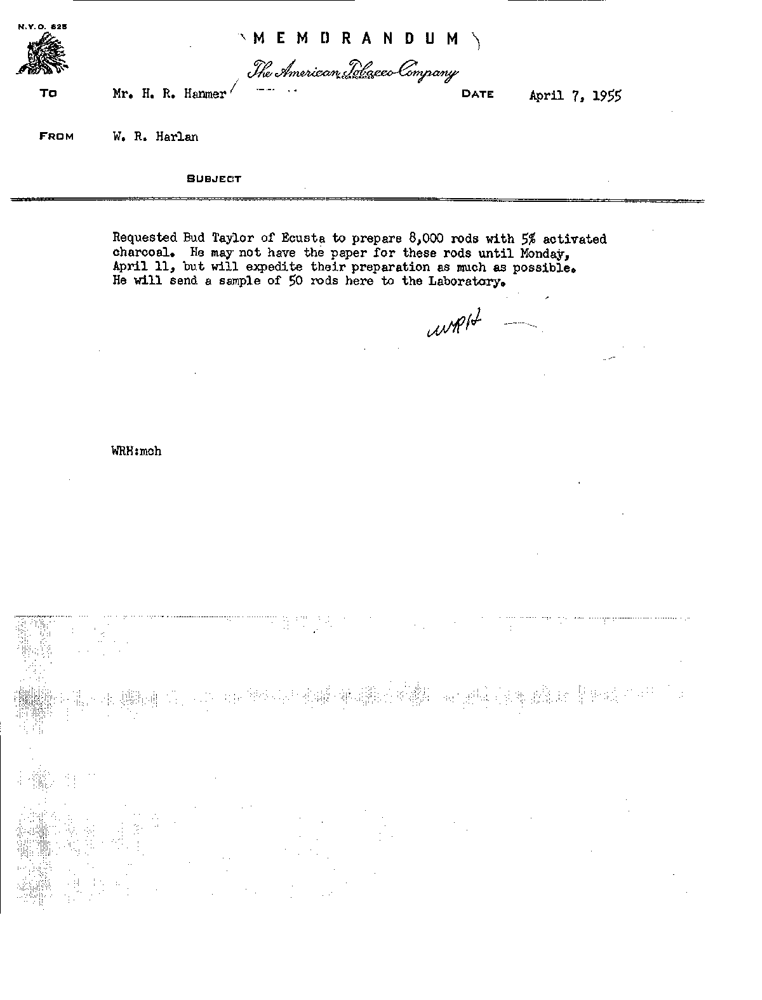 N.Y.O. 625
MEMORANDUM
The American Tobacco Company
INCORPORATED
TO Mr. H. R. Hanmer DATE April 7, 1955
FROM W. R. Harlan
SUBJECT
Requested Bud Taylor of Ecusta to prepare 8,000 rods with 5% activated
charcoal. He may not have the paper for these rods until Monday,
April 11, but will expedite their preparation as much as possible.
He will send a sample of 50 rods here to the Laboratory.
WRH
WRH:mch